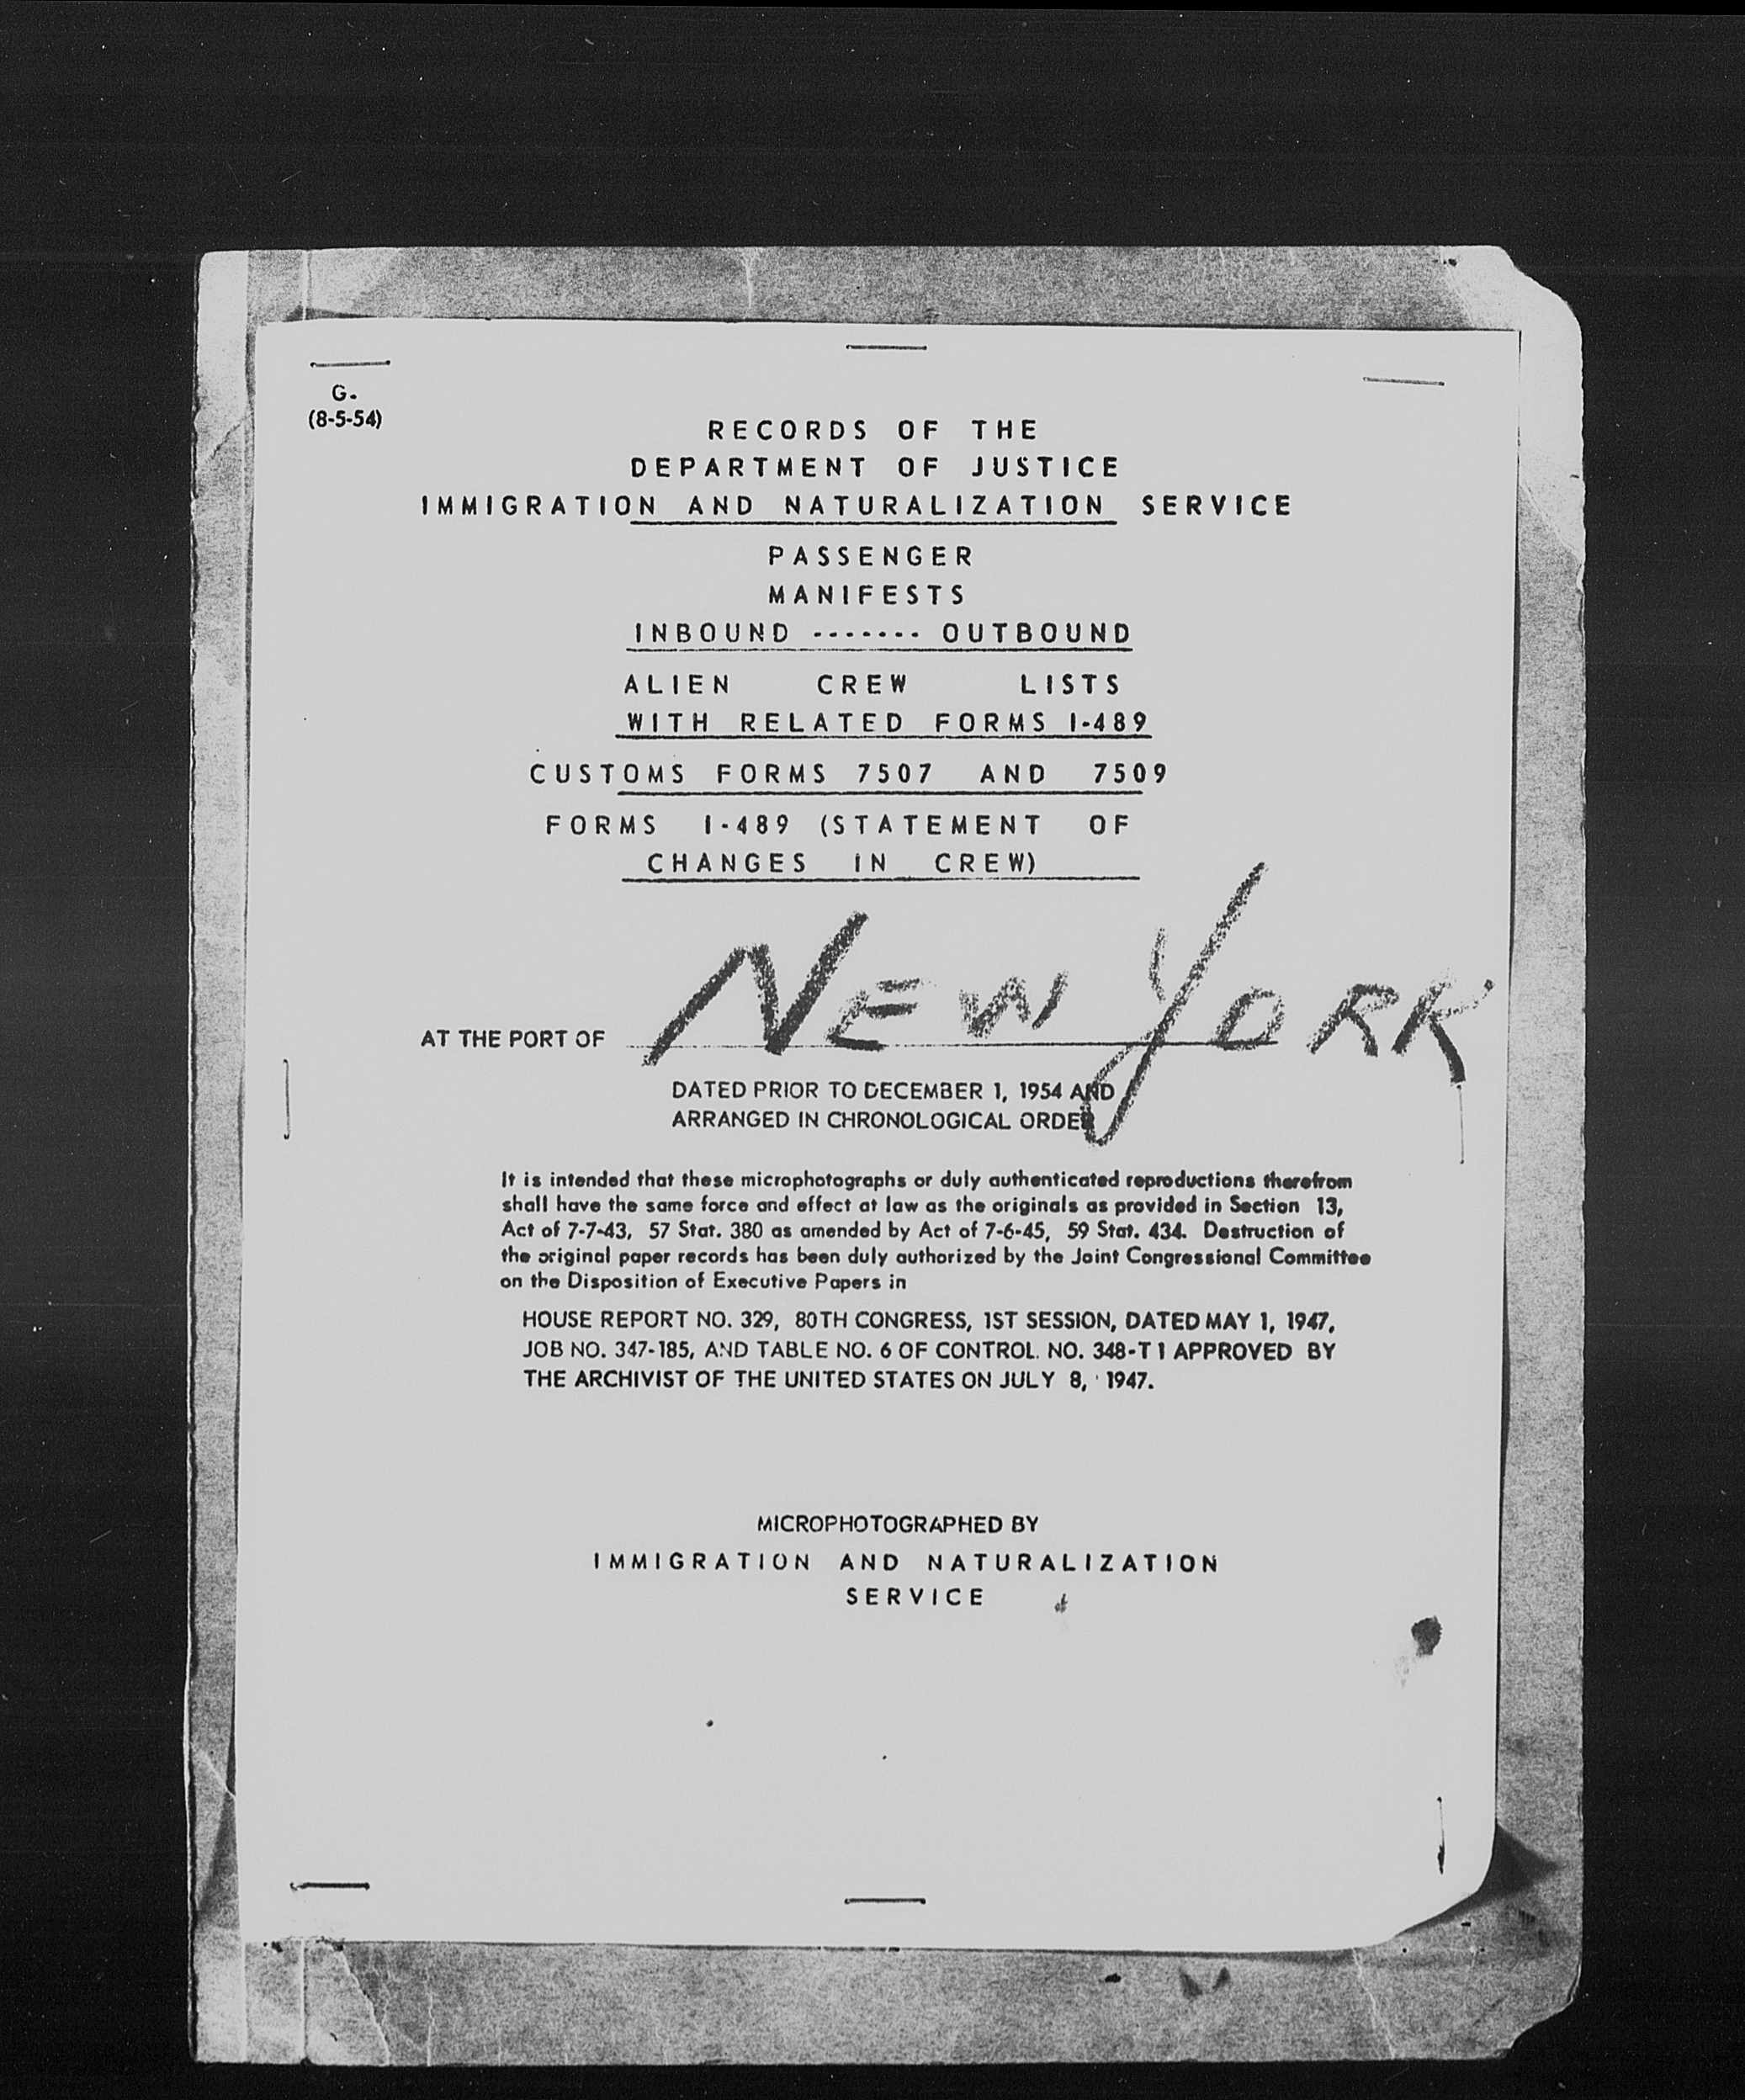 G.
(8-5-54)
RECORDS OF THE
DEPARTMENT OF JUSTICE
IMMIGRATION AND NATURALIZATION SERVICE
PASSENGER
MANIFESTS
INBOUND ------- OUTBOUND
ALIEN CREW LISTS
WITH RELATED FORMS I-489
CUSTOMS FORMS 7507 AND 7509
FORMS I-489 (STATEMENT OF
CHANGES IN CREW)
AT THE PORT OF NEW YORK
DATED PRIOR TO DECEMBER 1, 1954 AND
ARRANGED IN CHRONOLOGICAL ORDER
It is intended that these microphotographs or duly authenticated reproductions therefrom
shall have the same force and effect at law as the originals as provided in Section 13,
Act of 7-7-43, 57 Stat. 380 as amended by Act of 7-6-45, 59 Stat. 434. Destruction of
the original paper records has been duly authorized by the Joint Congressional Committee
on the Disposition of Executive Papers in
HOUSE REPORT NO. 329, 80TH CONGRESS, 1ST SESSION, DATED MAY 1, 1947,
JOB NO. 347-185, AND TABLE NO. 6 OF CONTROL. NO. 348-T1 APPROVED BY
THE ARCHIVIST OF THE UNITED STATES ON JULY 8, 1947.
MICROPHOTOGRAPHED BY
IMMIGRATION AND NATURALIZATION
SERVICE